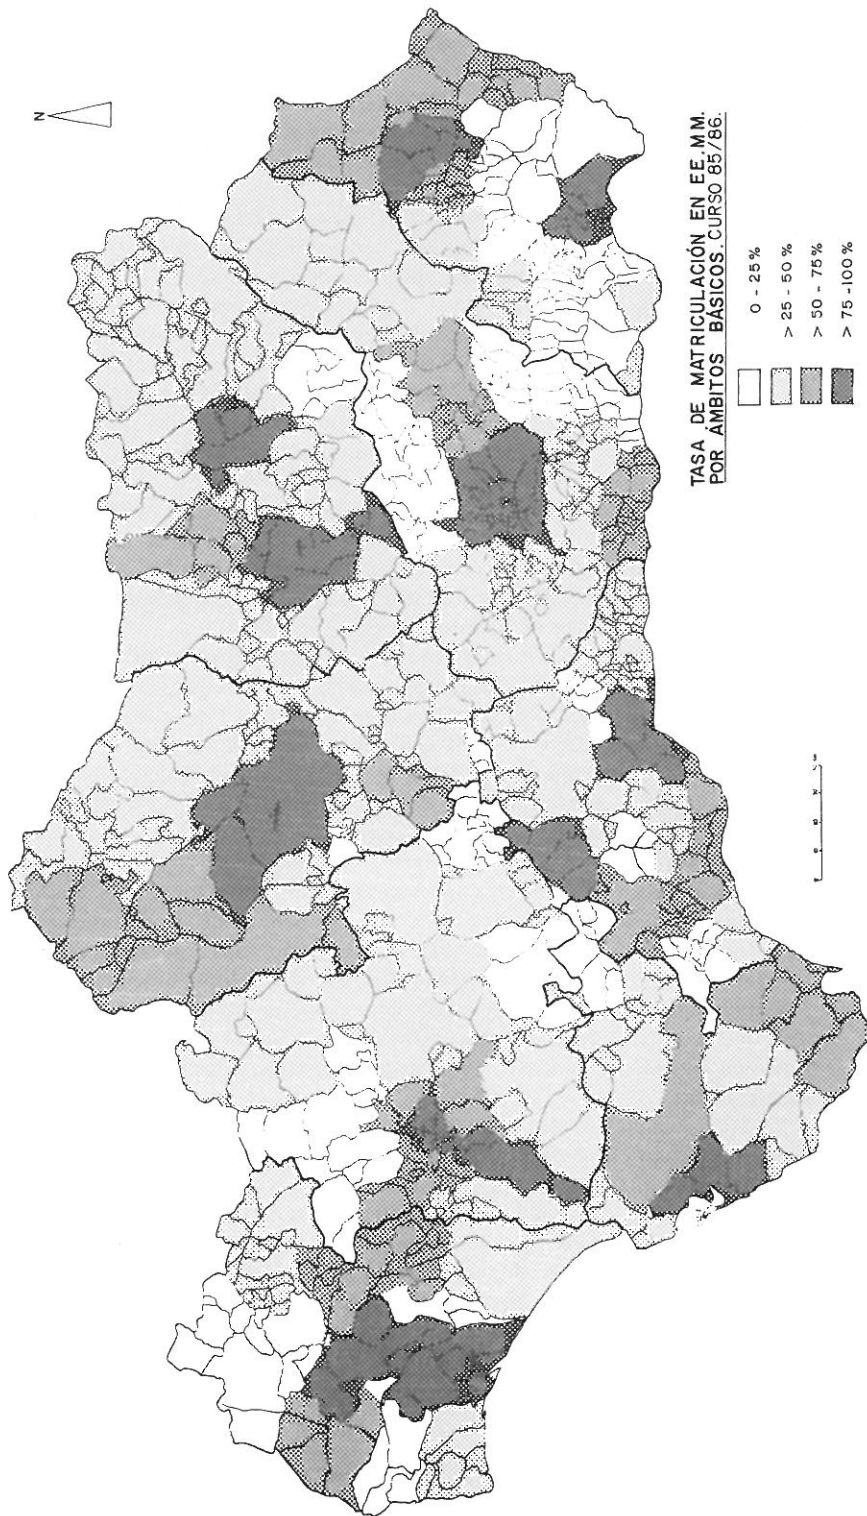 N
TASA DE MATRICULACIÓN EN EE.MM.
POR ÁMBITOS BÁSICOS. CURSO 85/86.
0 - 25 %
> 25 - 50 %
> 50 - 75 %
> 75 - 100 %